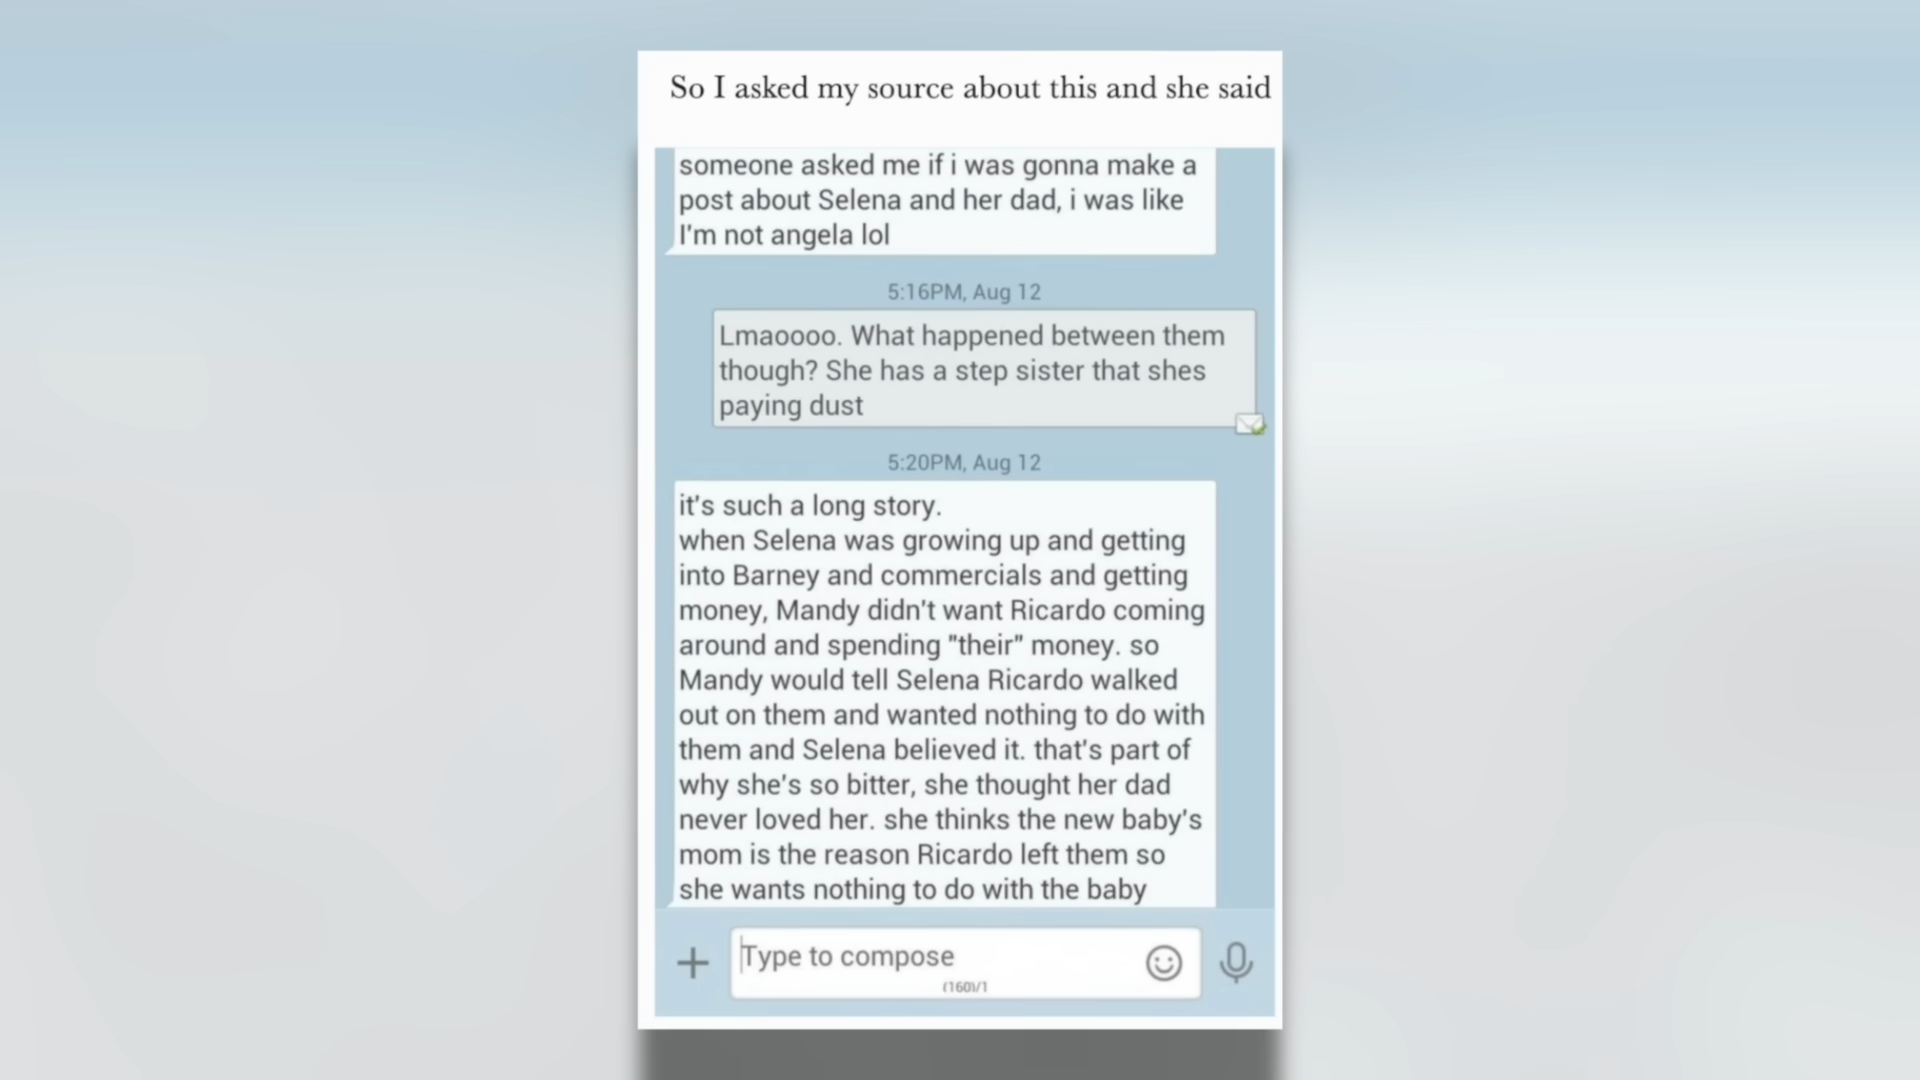 So I asked my source about this and she said
someone asked me if i was gonna make a
post about Selena and her dad, i was like
I'm not angela lol
5:16PM, Aug 12
Lmaoooo. What happened between them
though? She has a step sister that shes
paying dust
5:20PM, Aug 12
it's such a long story.
when Selena was growing up and getting
into Barney and commercials and getting
money, Mandy didn't want Ricardo coming
around and spending "their" money. so
Mandy would tell Selena Ricardo walked
out on them and wanted nothing to do with
them and Selena believed it. that's part of
why she's so bitter, she thought her dad
never loved her. she thinks the new baby's
mom is the reason Ricardo left them so
she wants nothing to do with the baby
Type to compose
(160)/1